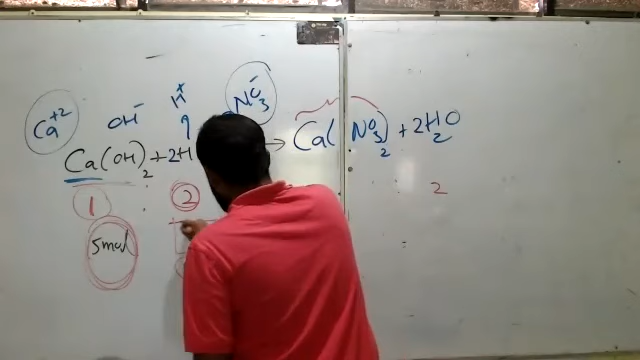 Ca⁺² OH⁻ H⁺ NO₃⁻
Ca(OH)₂ + 2H → Ca(NO₃)₂ + 2H₂O
1 : 2 2
5mol